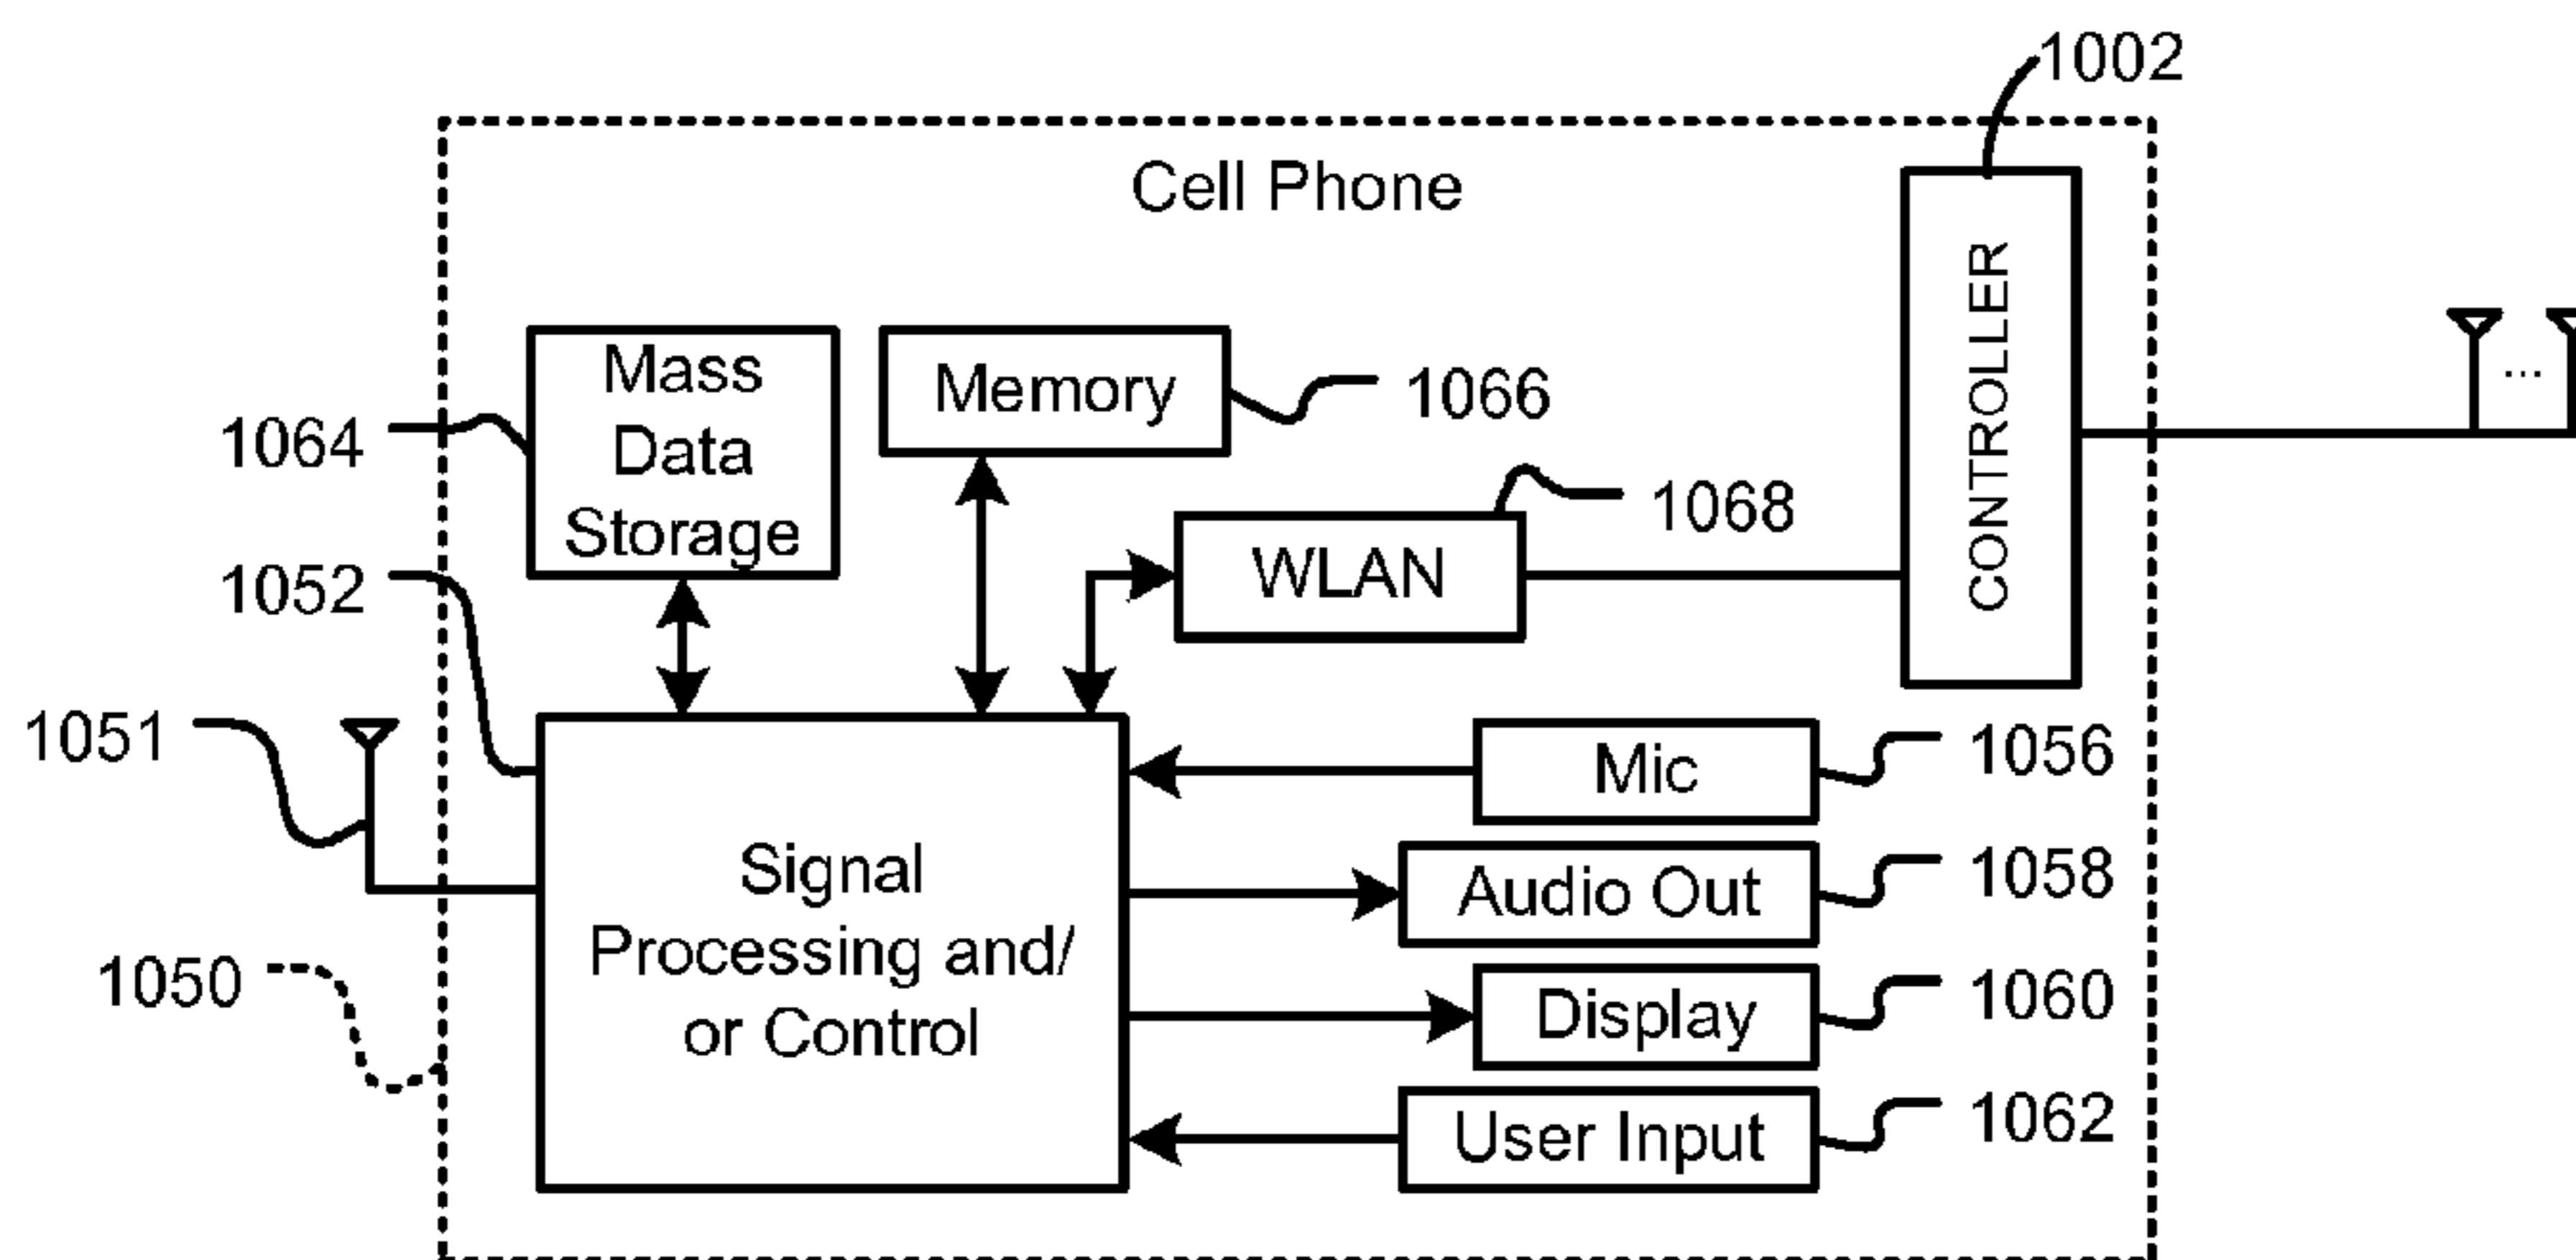 1002
Cell Phone
CONTROLLER
Mass
Data
Storage
1064
Memory
1066
WLAN
1068
1052
1051
1050
Signal
Processing and/
or Control
Mic
1056
Audio Out
1058
Display
1060
User Input
1062
...